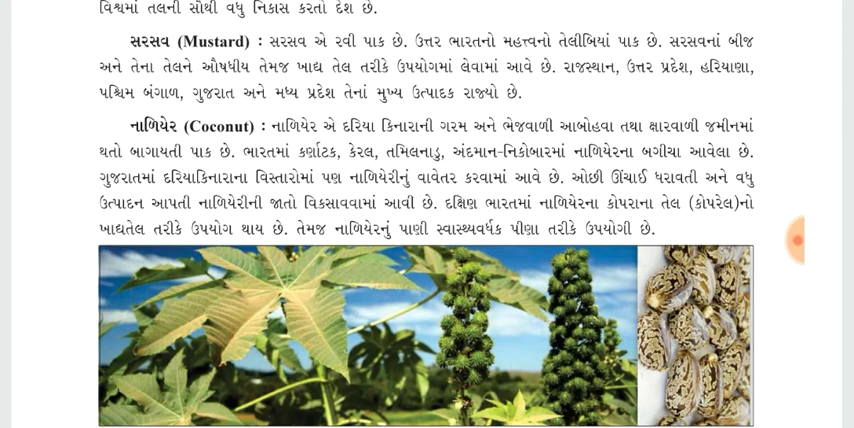 વિશ્વમાં તલની સૌથી વધુ નિકાસ કરતો દેશ છે.
સરસવ (Mustard) : સરસવ એ રવી પાક છે. ઉત્તર ભારતનો મહત્ત્વનો તેલીબિયાં પાક છે. સરસવનાં બીજ
અને તેના તેલને ઔષધીય તેમજ ખાદ્ય તેલ તરીકે ઉપયોગમાં લેવામાં આવે છે. રાજસ્થાન, ઉત્તર પ્રદેશ, હરિયાણા,
પશ્ચિમ બંગાળ, ગુજરાત અને મધ્ય પ્રદેશ તેનાં મુખ્ય ઉત્પાદક રાજ્યો છે.
નાળિયેર (Coconut) : નાળિયેર એ દરિયા કિનારાની ગરમ અને ભેજવાળી આબોહવા તથા ક્ષારવાળી જમીનમાં
થતો બાગાયતી પાક છે. ભારતમાં કર્ણાટક, કેરલ, તમિલનાડુ, અંદમાન-નિકોબારમાં નાળિયેરના બગીચા આવેલા છે.
ગુજરાતમાં દરિયાકિનારાના વિસ્તારોમાં પણ નાળિયેરીનું વાવેતર કરવામાં આવે છે. ઓછી ઊંચાઈ ધરાવતી અને વધુ
ઉત્પાદન આપતી નાળિયેરીની જાતો વિકસાવવામાં આવી છે. દક્ષિણ ભારતમાં નાળિયેરના કોપરાના તેલ (કોપરેલ)નો
ખાદ્યતેલ તરીકે ઉપયોગ થાય છે. તેમજ નાળિયેરનું પાણી સ્વાસ્થ્યવર્ધક પીણા તરીકે ઉપયોગી છે.